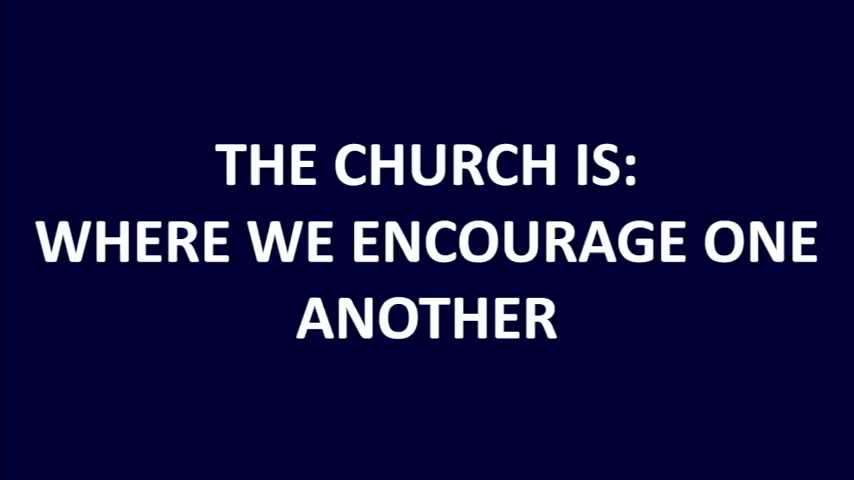 THE CHURCH IS:
WHERE WE ENCOURAGE ONE
ANOTHER